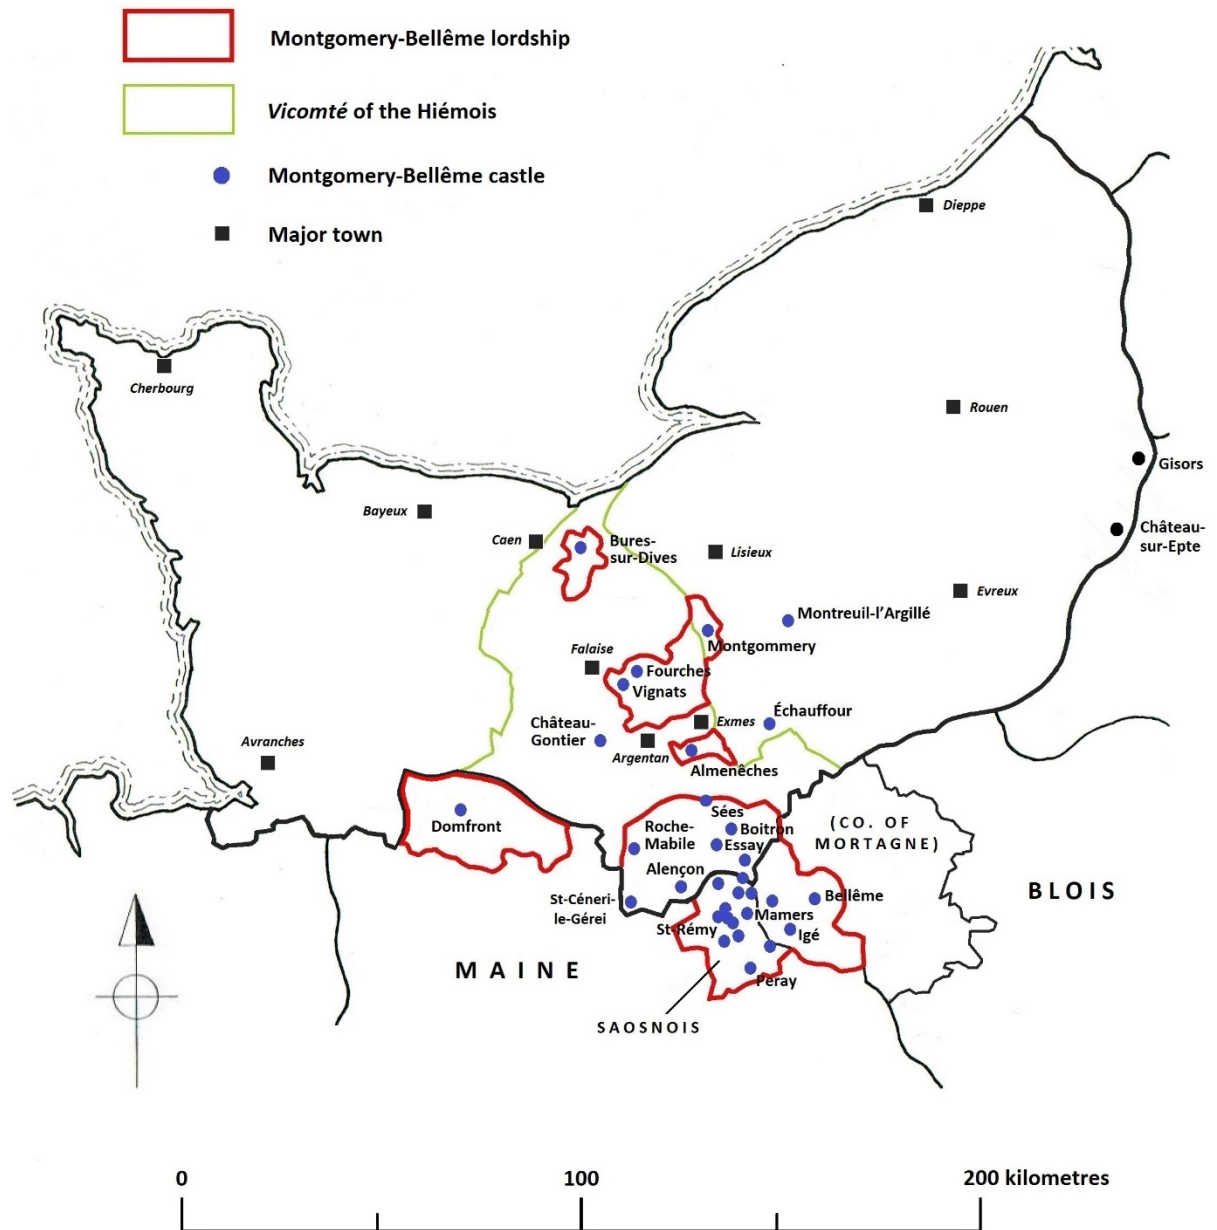 Montgomery-Bellême lordship
Vicomté of the Hiémois
Montgomery-Bellême castle
Major town
Dieppe
Cherbourg
Rouen
Gisors
Bayeux
Caen
Bures-
sur-Dives
Lisieux
Château-
sur-Epte
Evreux
Montreuil-l’Argillé
Montgommery
Falaise
Fourches
Vignats
Château-
Gontier
Exmes
Échauffour
Argentan
Avranches
Almenêches
Domfront
Sées
Roche-
Mabile
Boitron
Essay
(CO. OF
MORTAGNE)
Alençon
St-Céneri-
le-Gérei
Bellême
BLOIS
Mamers
St-Rémy
Igé
MAINE
Peray
SAOSNOIS
0
100
200 kilometres